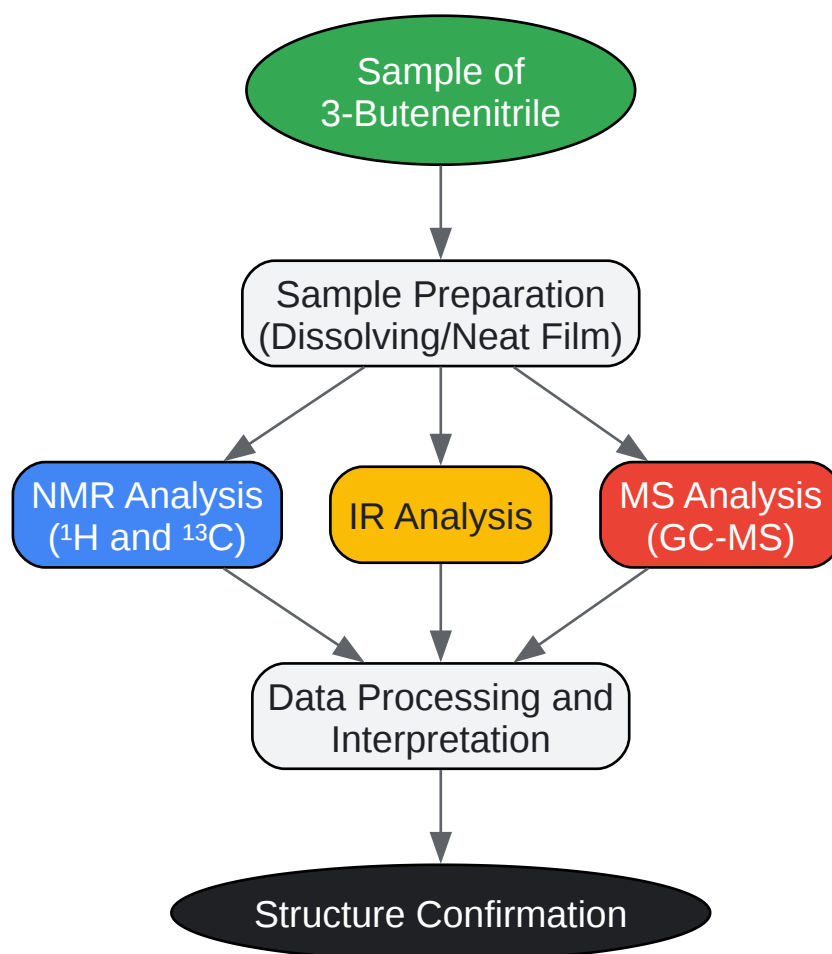 Sample of
3-Butenenitrile
Sample Preparation
(Dissolving/Neat Film)
NMR Analysis
(¹H and ¹³C)
IR Analysis
MS Analysis
(GC-MS)
Data Processing and
Interpretation
Structure Confirmation